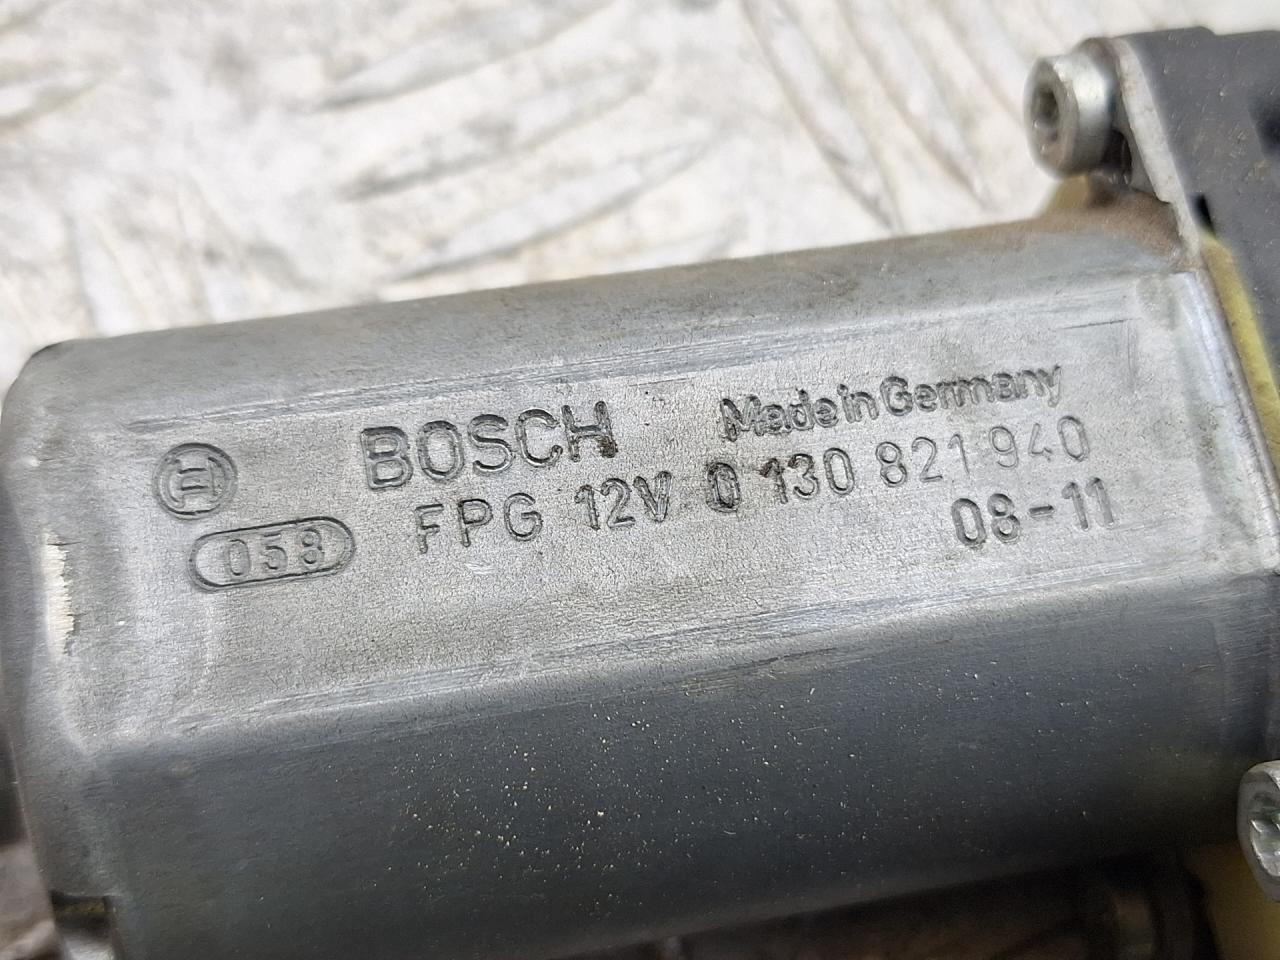 BOSCH Made in Germany
058 FPG 12V 0 130 821 940
08-11